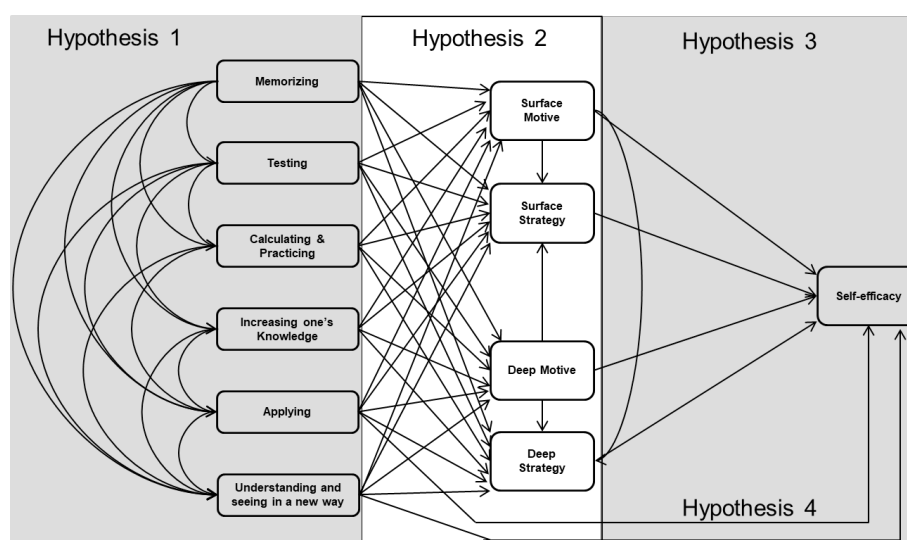 Hypothesis 1
Hypothesis 2
Hypothesis 3
Memorizing
Testing
Calculating &
Practicing
Increasing one's
Knowledge
Applying
Understanding and
seeing in a new way
Surface
Motive
Surface
Strategy
Deep Motive
Deep
Strategy
Self-efficacy
Hypothesis 4